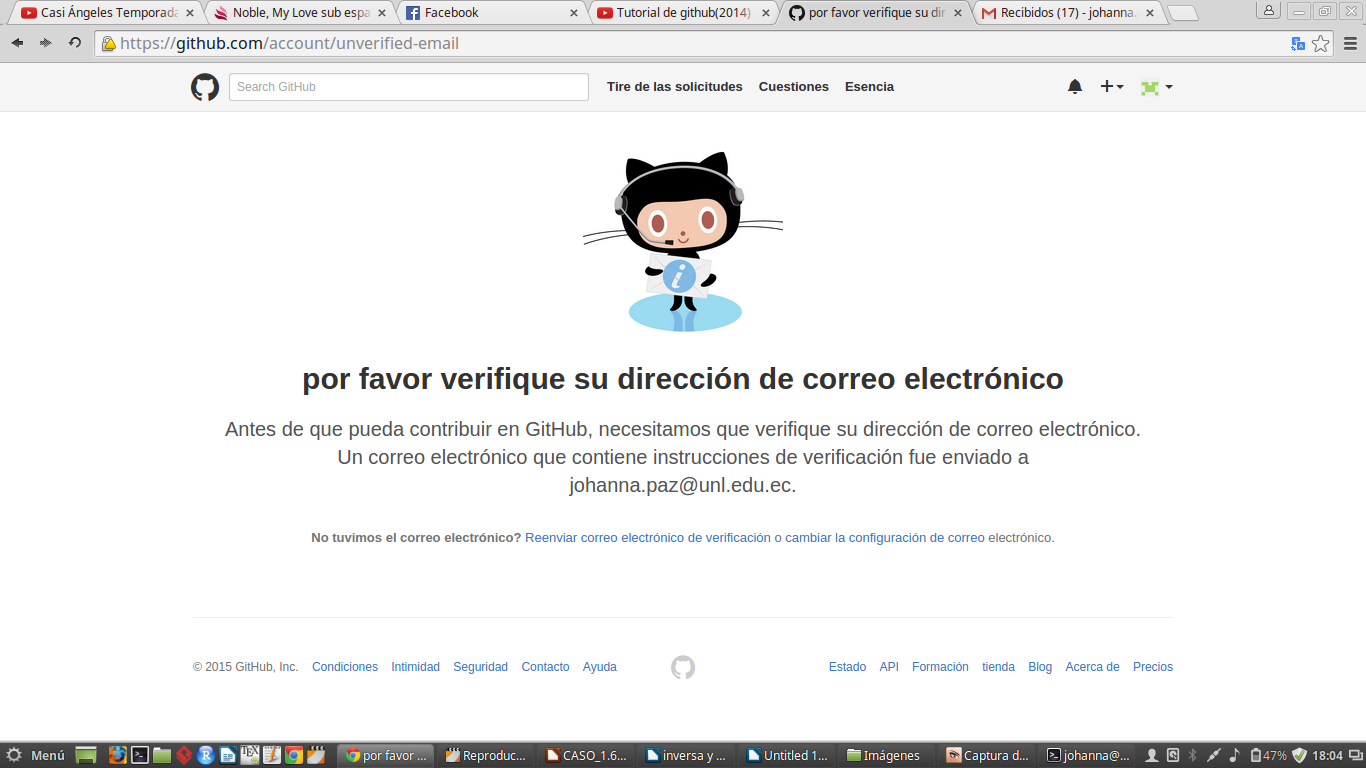 Casi Ángeles Temporada
Noble, My Love sub espa
Facebook
Tutorial de github(2014)
por favor verifique su dir
Recibidos (17) - johanna.
https://github.com/account/unverified-email
Search GitHub
Tire de las solicitudes
Cuestiones
Esencia
por favor verifique su dirección de correo electrónico
Antes de que pueda contribuir en GitHub, necesitamos que verifique su dirección de correo electrónico.
Un correo electrónico que contiene instrucciones de verificación fue enviado a
johanna.paz@unl.edu.ec.
No tuvimos el correo electrónico? Reenviar correo electrónico de verificación o cambiar la configuración de correo electrónico.
© 2015 GitHub, Inc. Condiciones Intimidad Seguridad Contacto Ayuda
Estado API Formación tienda Blog Acerca de Precios
Menú
por favor ...
Reproduc...
CASO_1.6...
inversa y ...
Untitled 1...
Imágenes
Captura d...
johanna@...
47%
18:04